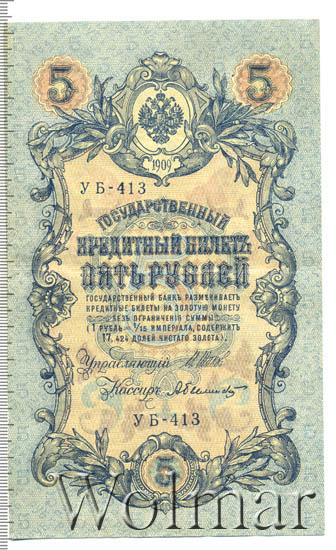 5 5
1909
УБ-413
ГОСУДАРСТВЕННЫЙ
КРЕДИТНЫЙ БИЛЕТЪ
ПЯТЬ РУБЛЕЙ
ГОСУДАРСТВЕННЫЙ БАНКЪ РАЗМѢНИВАЕТЪ
КРЕДИТНЫЕ БИЛЕТЫ НА ЗОЛОТУЮ МОНЕТУ
БЕЗЪ ОГРАНИЧЕНІЯ СУММЫ
(1 РУБЛЬ = 1/15 ИМПЕРІАЛА, СОДЕРЖИТЪ
17,424 ДОЛЕЙ ЧИСТАГО ЗОЛОТА).
Управляющій
Кассиръ
УБ-413
5
Wolmar